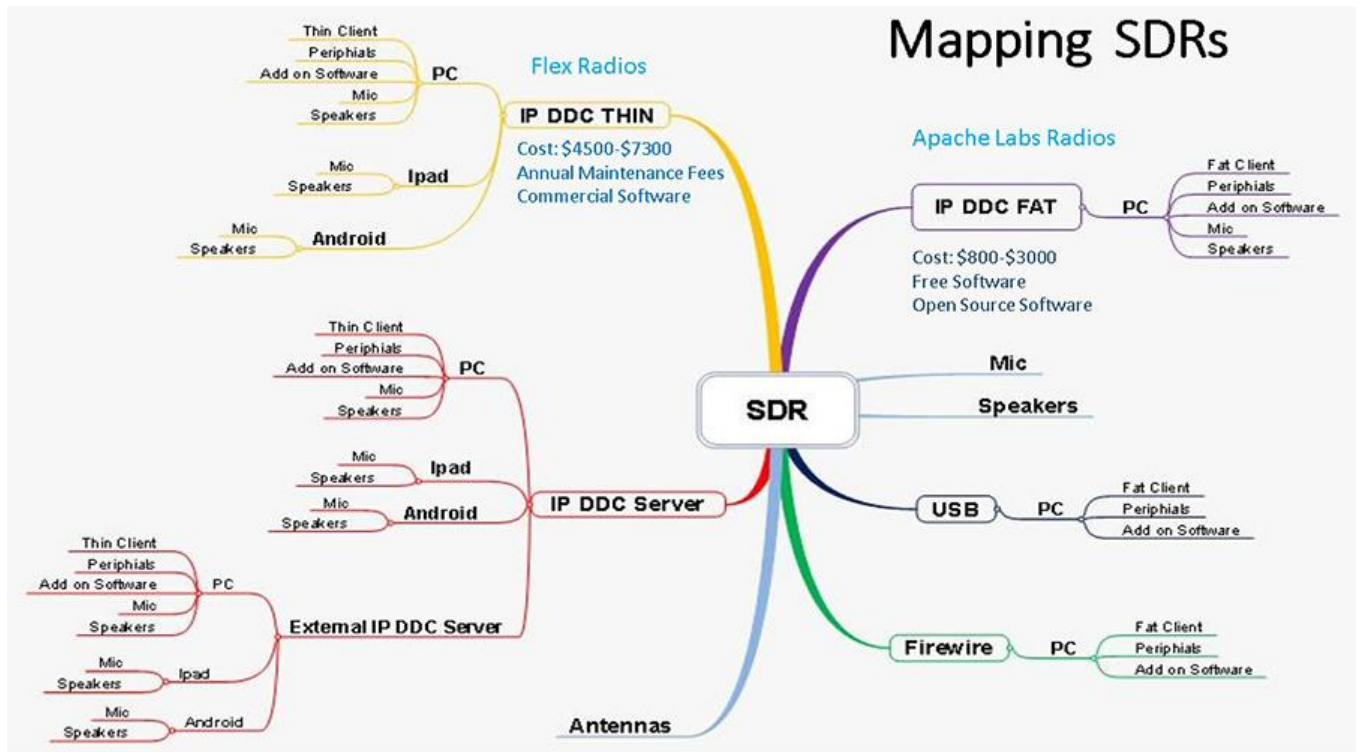 Mapping SDRs
Flex Radios
IP DDC THIN
Cost: $4500-$7300
Annual Maintenance Fees
Commercial Software
PC
Thin Client
Periphials
Add on Software
Mic
Speakers
Ipad
Mic
Speakers
Android
Mic
Speakers
Apache Labs Radios
IP DDC FAT
Cost: $800-$3000
Free Software
Open Source Software
PC
Fat Client
Periphials
Add on Software
Mic
Speakers
SDR
Mic
Speakers
USB
PC
Fat Client
Periphials
Add on Software
Firewire
PC
Fat Client
Periphials
Add on Software
Antennas
IP DDC Server
PC
Thin Client
Periphials
Add on Software
Mic
Speakers
Ipad
Mic
Speakers
Android
Mic
Speakers
External IP DDC Server
PC
Thin Client
Periphials
Add on Software
Mic
Speakers
Ipad
Mic
Speakers
Android
Mic
Speakers